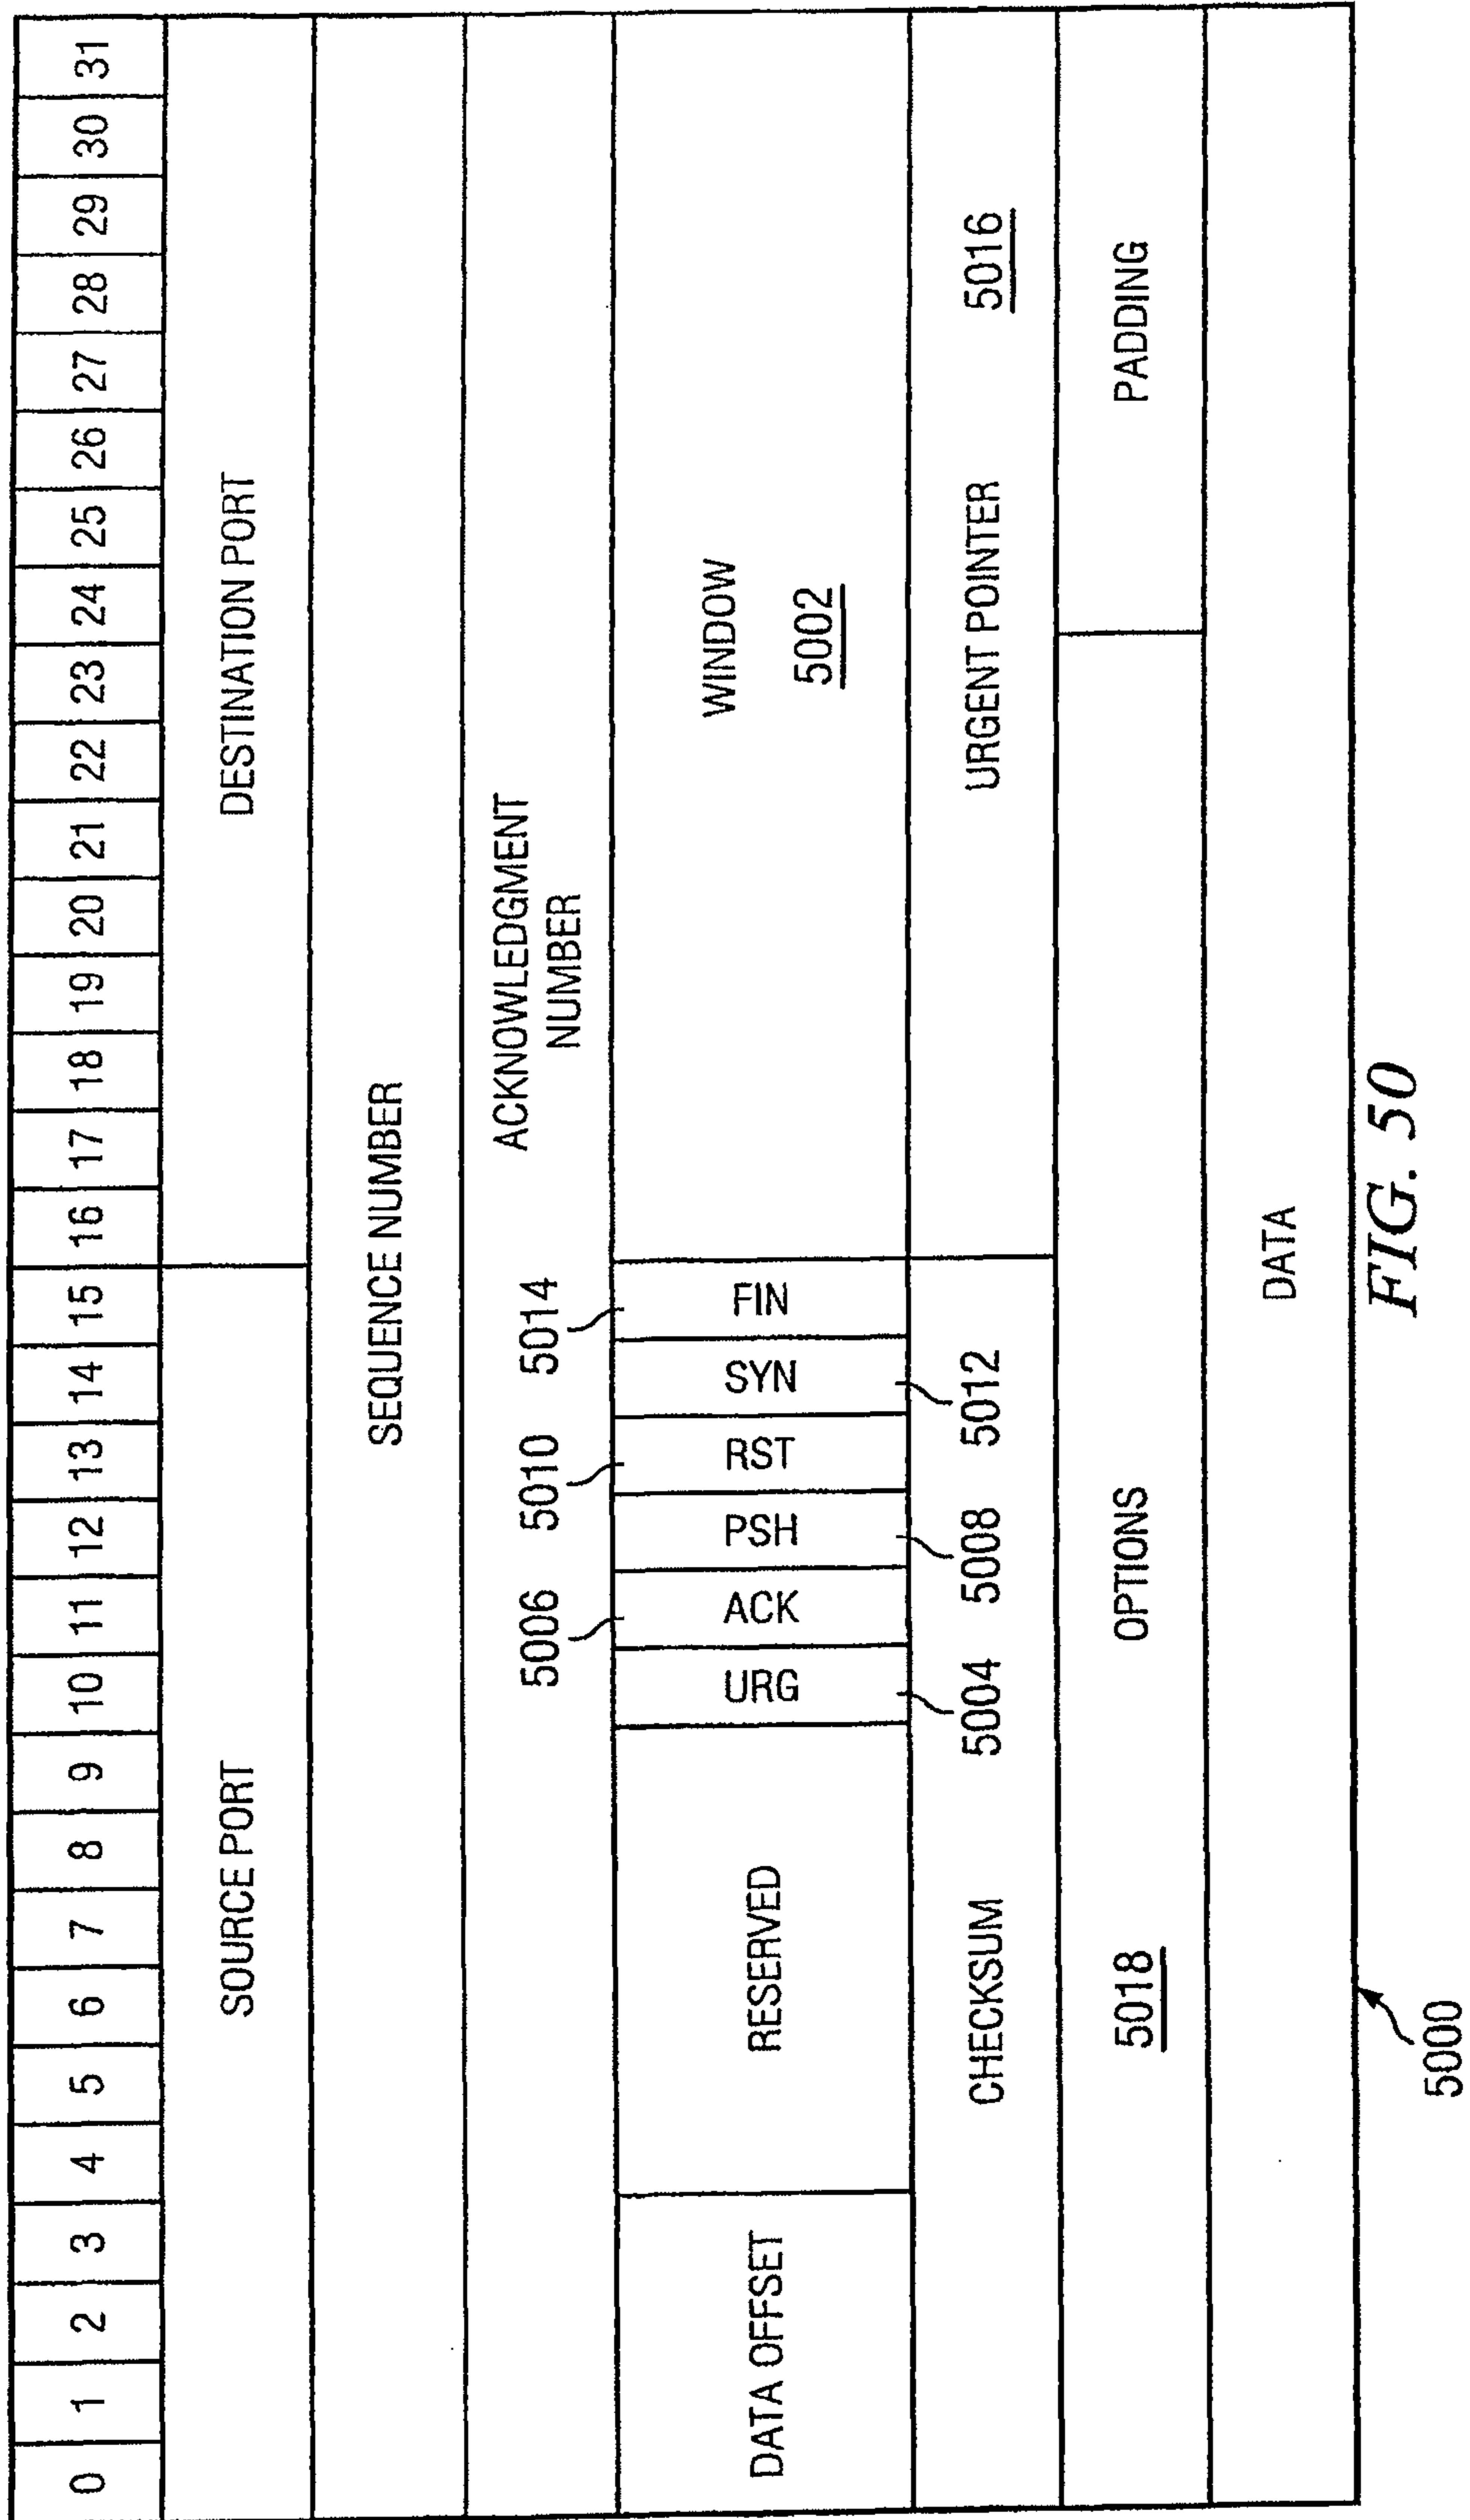 0 1 2 3 4 5 6 7 8 9 10 11 12 13 14 15 16 17 18 19 20 21 22 23 24 25 26 27 28 29 30 31
SOURCE PORT DESTINATION PORT
SEQUENCE NUMBER
ACKNOWLEDGMENT
NUMBER
5006 5010 5014
DATA OFFSET RESERVED URG ACK PSH RST SYN FIN WINDOW
5002
CHECKSUM 5004 5008 5012 URGENT POINTER 5016
5018 OPTIONS PADDING
DATA
5000
FIG. 50